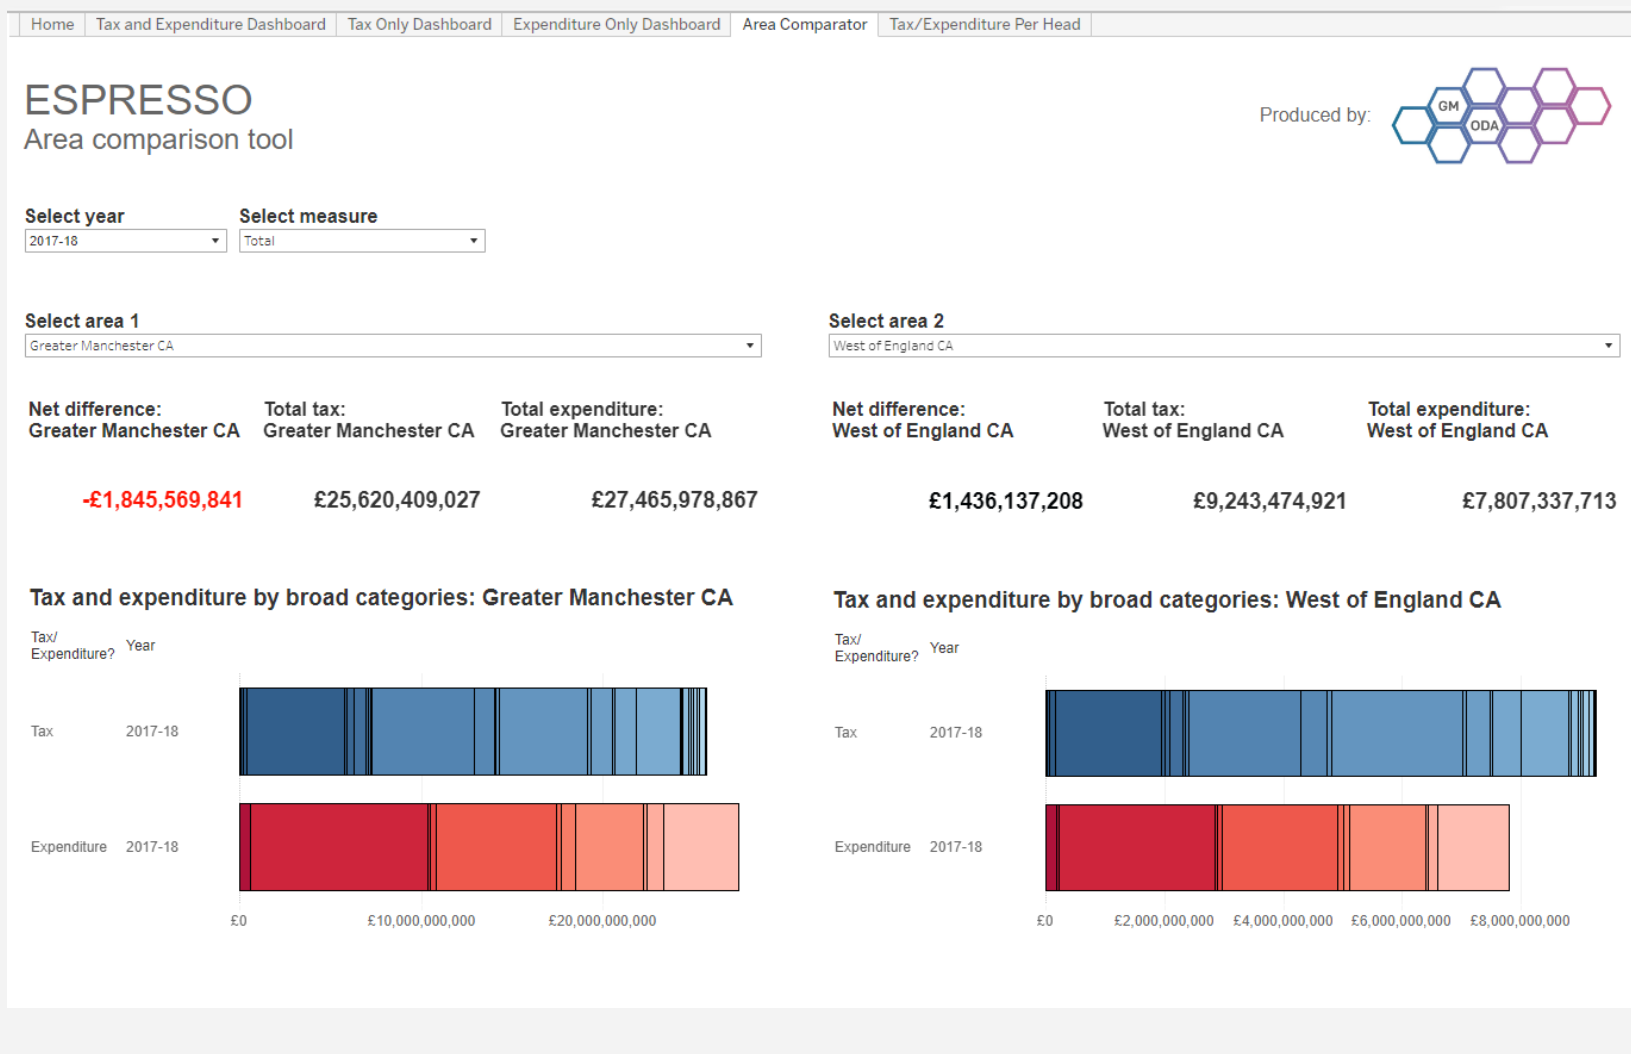 Home Tax and Expenditure Dashboard Tax Only Dashboard Expenditure Only Dashboard Area Comparator Tax/Expenditure Per Head
ESPRESSO
Area comparison tool
Produced by:
GM
ODA
Select year Select measure
2017-18 Total
Select area 1
Greater Manchester CA
Select area 2
West of England CA
Net difference: Total tax: Total expenditure:
Greater Manchester CA Greater Manchester CA Greater Manchester CA
-£1,845,569,841 £25,620,409,027 £27,465,978,867
Net difference: Total tax: Total expenditure:
West of England CA West of England CA West of England CA
£1,436,137,208 £9,243,474,921 £7,807,337,713
Tax and expenditure by broad categories: Greater Manchester CA
Tax/
Expenditure? Year
Tax 2017-18
Expenditure 2017-18
£0 £10,000,000,000 £20,000,000,000
Tax and expenditure by broad categories: West of England CA
Tax/
Expenditure? Year
Tax 2017-18
Expenditure 2017-18
£0 £2,000,000,000 £4,000,000,000 £6,000,000,000 £8,000,000,000